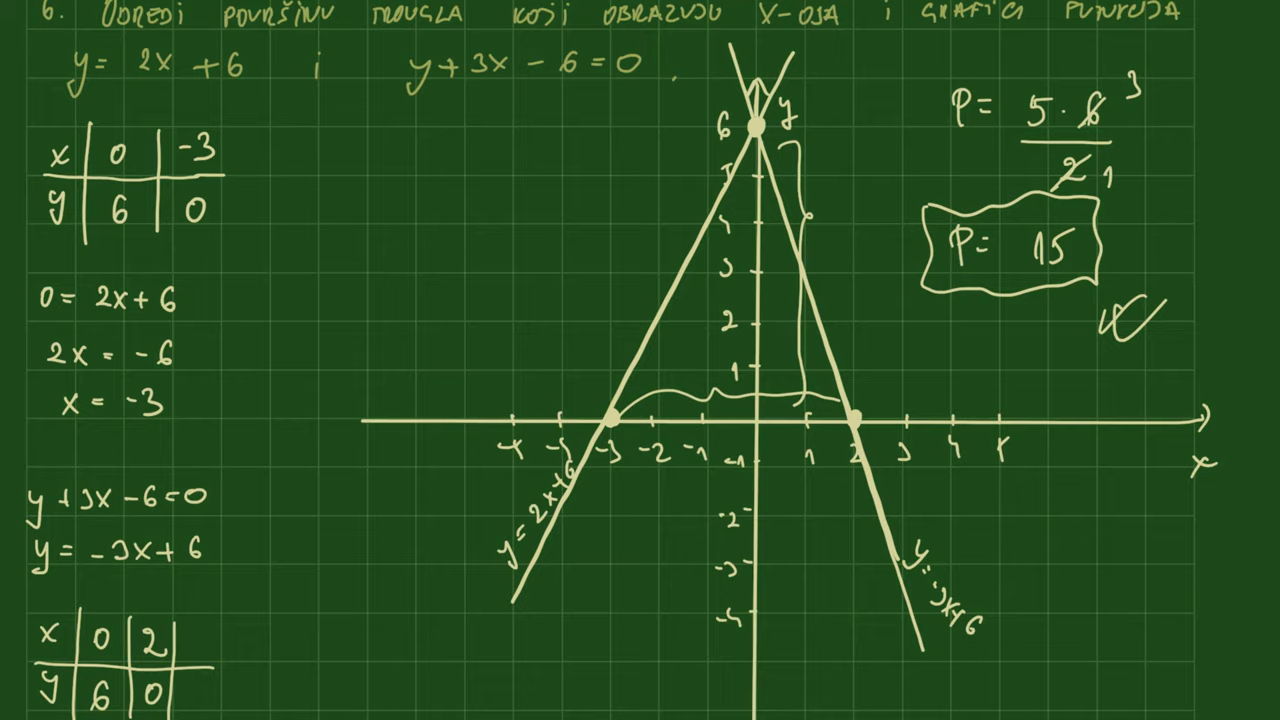 6. ODREDI POVRŠINU TROUGLA KOJI OBRAZUJU X-OSA i GRAFICI FUNKCIJA
y = 2x + 6 i y + 3x - 6 = 0 .
x 0 -3
y 6 0
0 = 2x + 6
2x = -6
x = -3
y + 3x - 6 = 0
y = -3x + 6
x 0 2
y 6 0
y
6
5
4
3
2
1
-3 -2 -1 1 2 3 4 5
x
-1
-2
-3
-4
y = 2x+6
y = -3x+6
P = 5 · 6 3
2 1
P = 15